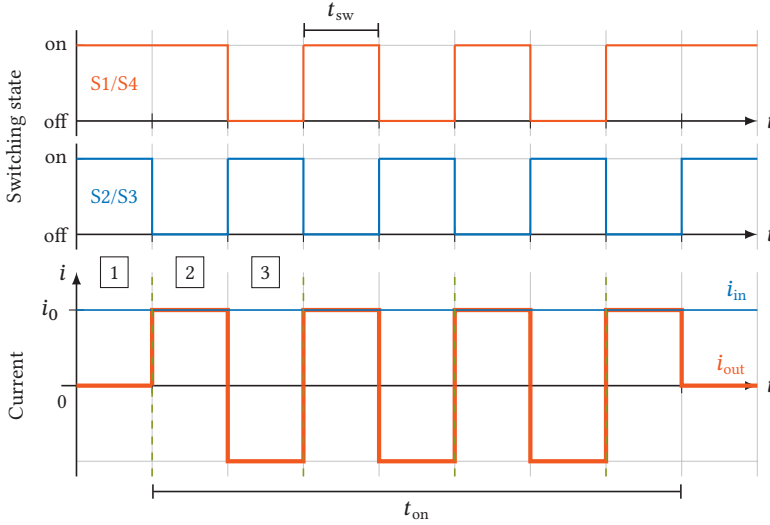 t_sw
Switching state
on
S1/S4
off
t
on
S2/S3
off
t
Current
i
1
2
3
i_0
i_in
i_out
0
t
t_on